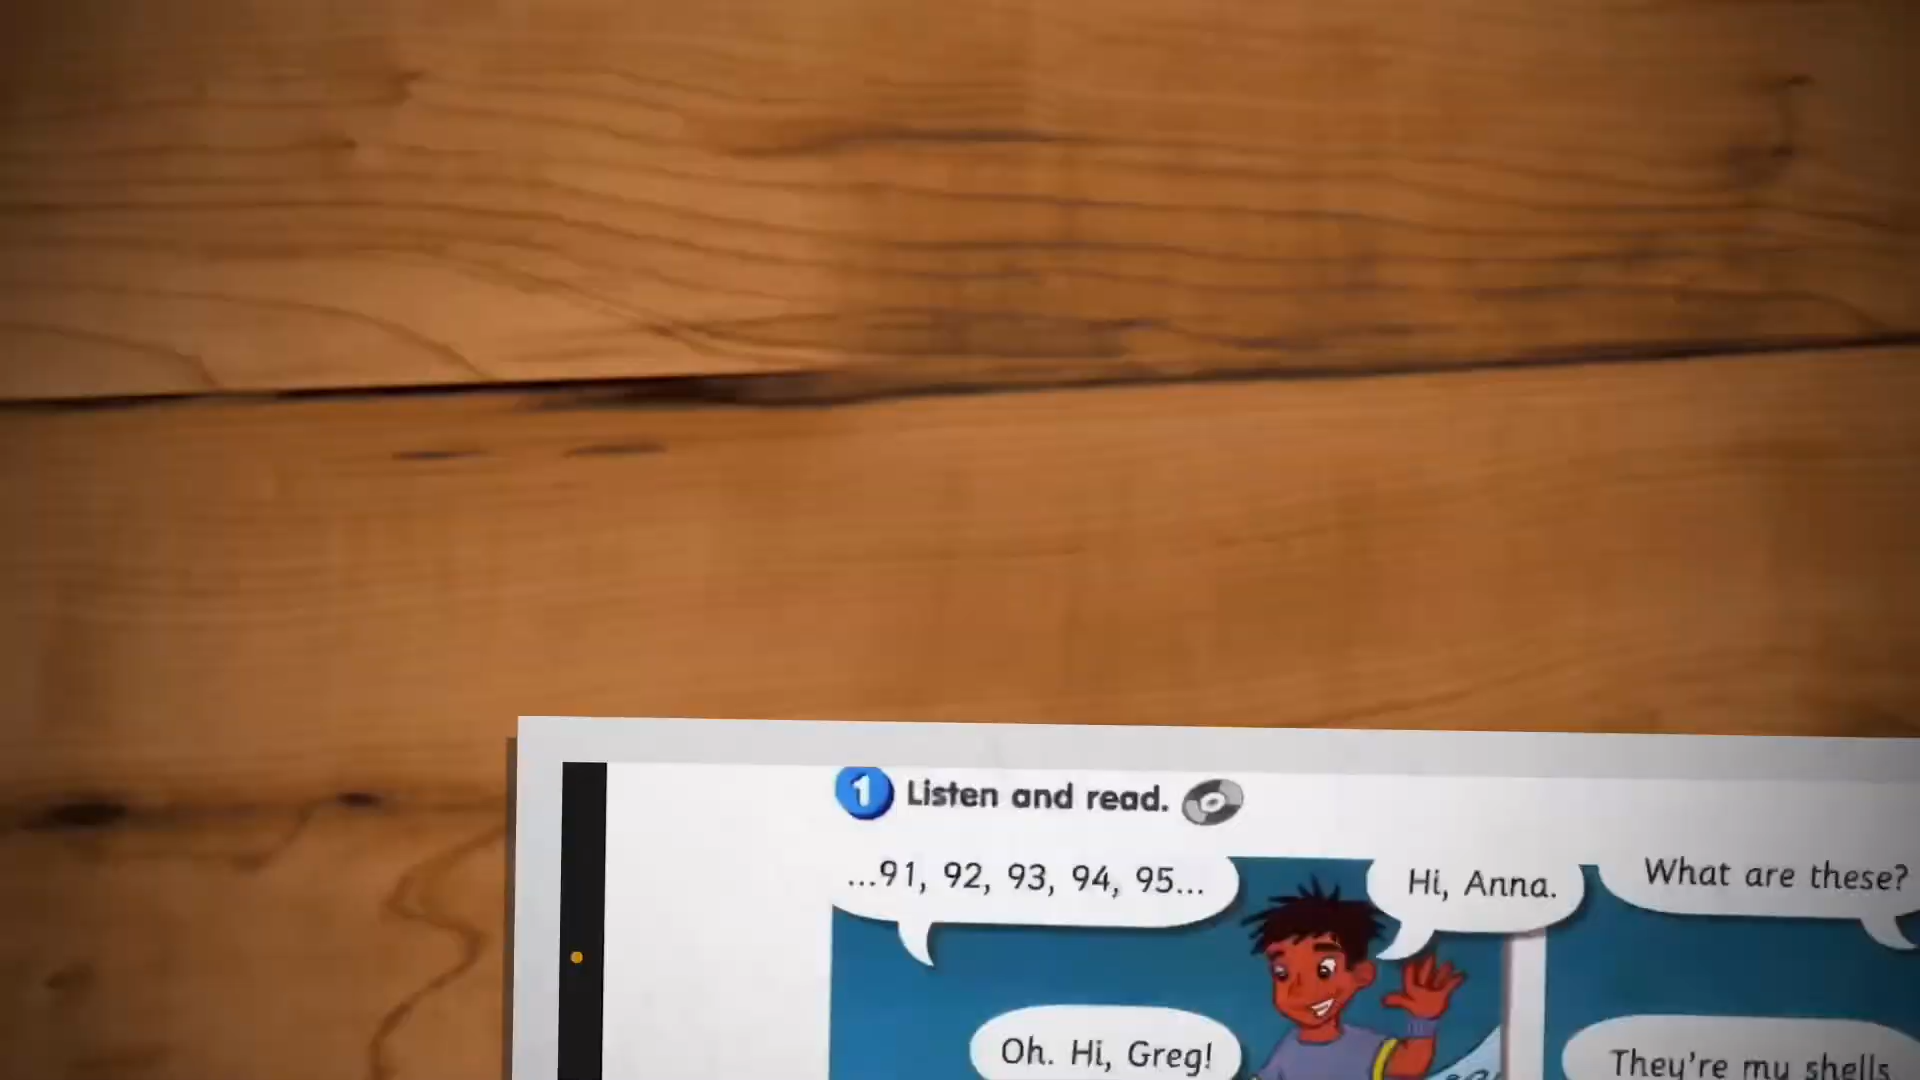 1 Listen and read.
...91, 92, 93, 94, 95...
Hi, Anna.
What are these?
Oh. Hi, Greg!
They're my shells